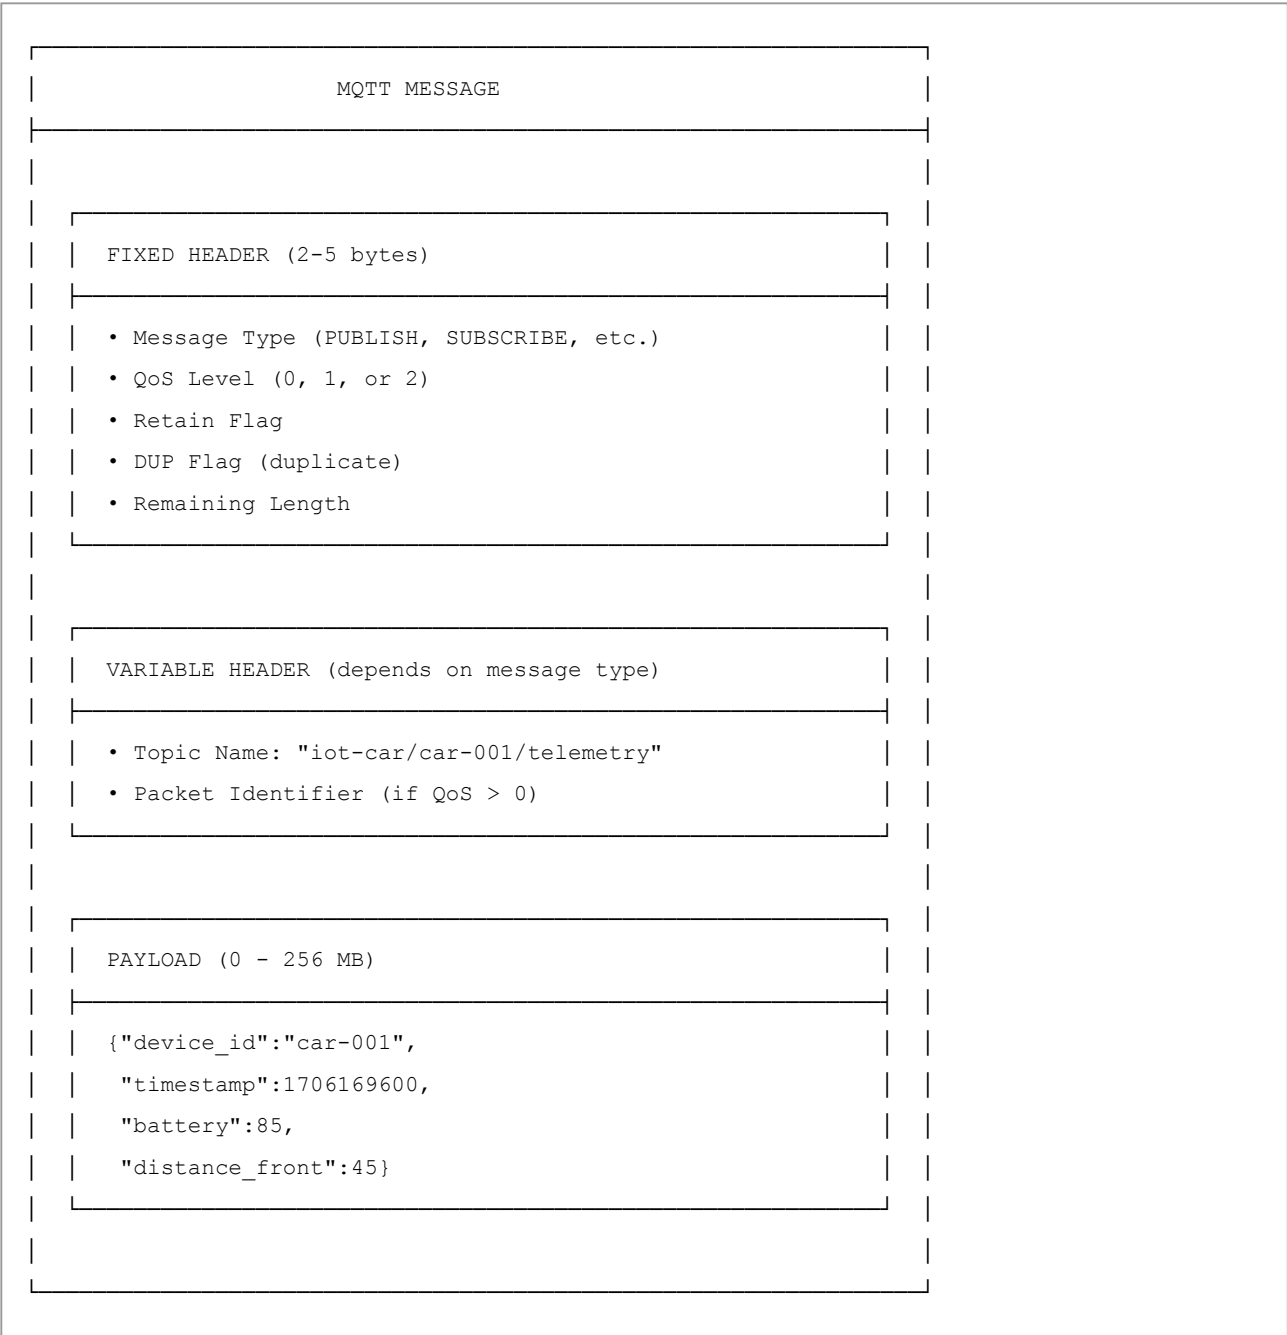 MQTT MESSAGE
FIXED HEADER (2-5 bytes)
• Message Type (PUBLISH, SUBSCRIBE, etc.)
• QoS Level (0, 1, or 2)
• Retain Flag
• DUP Flag (duplicate)
• Remaining Length
VARIABLE HEADER (depends on message type)
• Topic Name: "iot-car/car-001/telemetry"
• Packet Identifier (if QoS > 0)
PAYLOAD (0 - 256 MB)
{"device_id":"car-001",
"timestamp":1706169600,
"battery":85,
"distance_front":45}